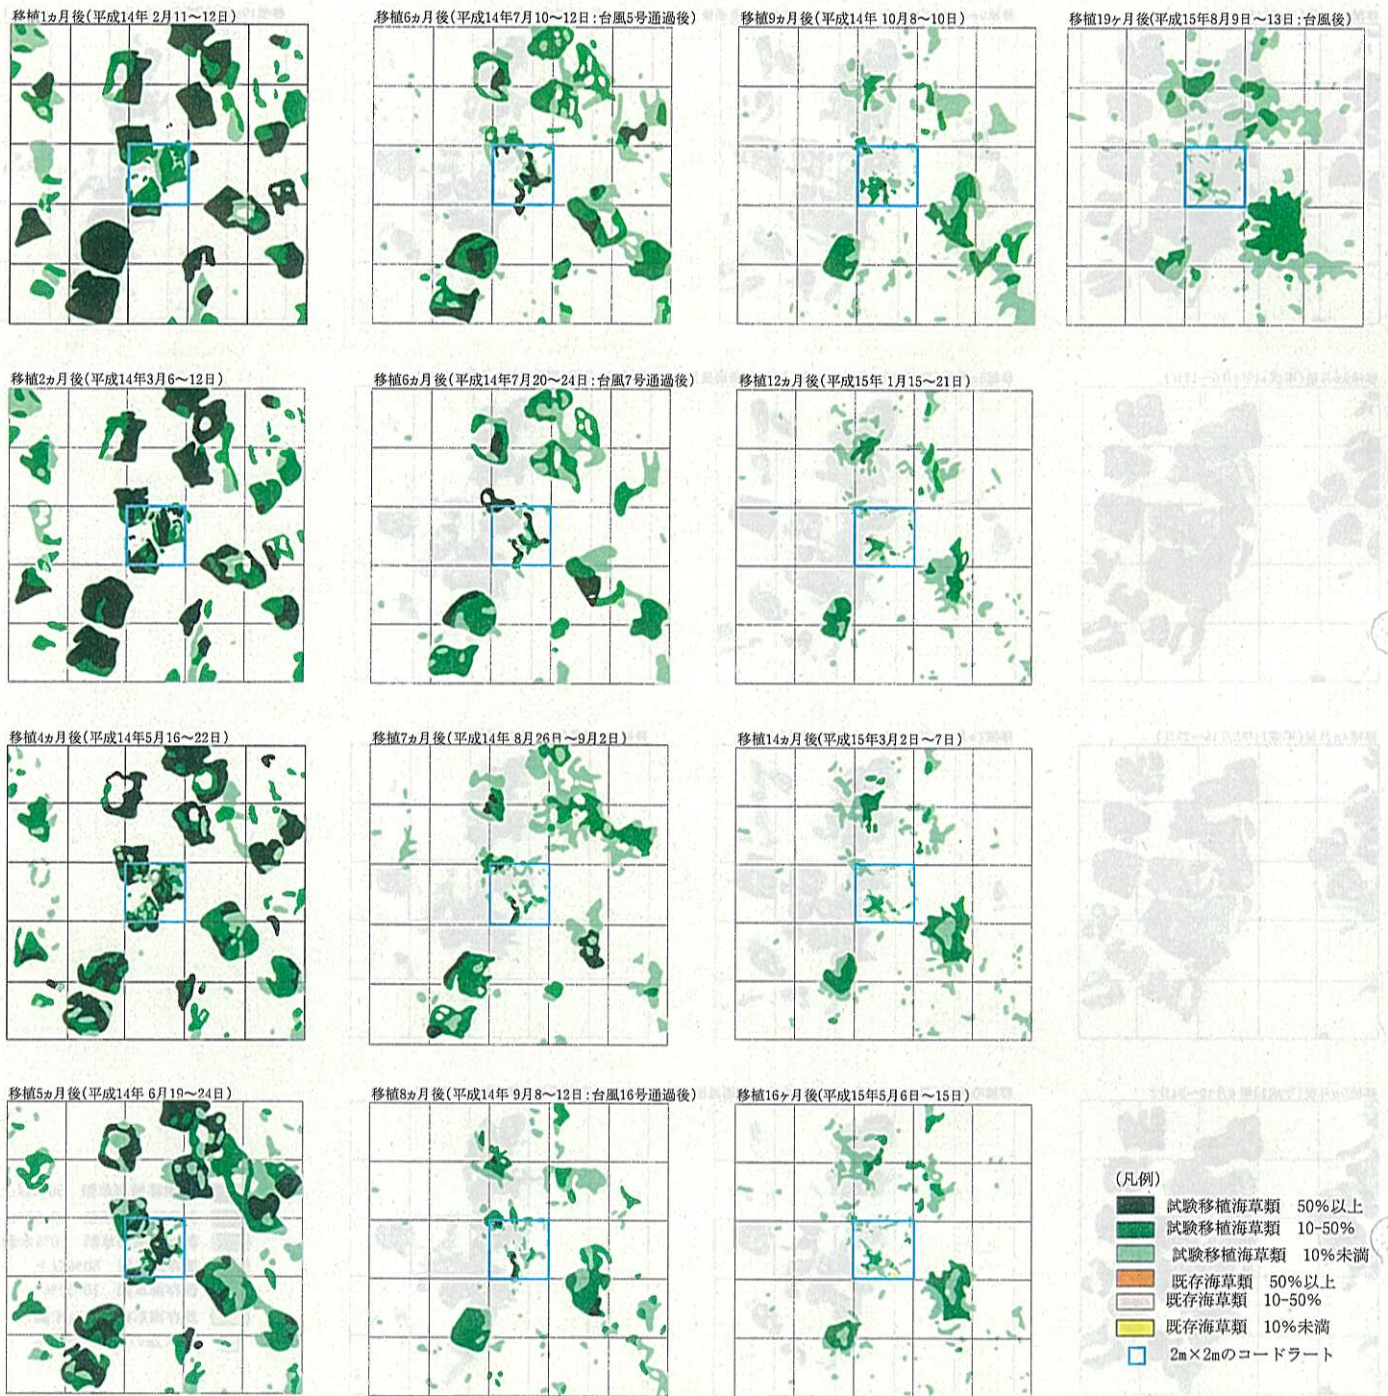 移植1ヵ月後(平成14年 2月11~12日)
移植6ヵ月後(平成14年7月10~12日:台風5号通過後)
移植9ヵ月後(平成14年 10月8~10日)
移植19ヶ月後(平成15年8月9日~13日:台風後)
移植2ヵ月後(平成14年3月6~12日)
移植6ヵ月後(平成14年7月20~24日:台風7号通過後)
移植12ヵ月後(平成15年 1月15~21日)
移植4ヵ月後(平成14年5月16~22日)
移植7ヵ月後(平成14年 8月26日~9月2日)
移植14ヵ月後(平成15年3月2日~7日)
移植5ヵ月後(平成14年 6月19~24日)
移植8ヵ月後(平成14年 9月8~12日:台風16号通過後)
移植16ヶ月後(平成15年5月6日~15日)
(凡例)
試験移植海草類 50%以上
試験移植海草類 10-50%
試験移植海草類 10%未満
既存海草類 50%以上
既存海草類 10-50%
既存海草類 10%未満
2m×2mのコードラート